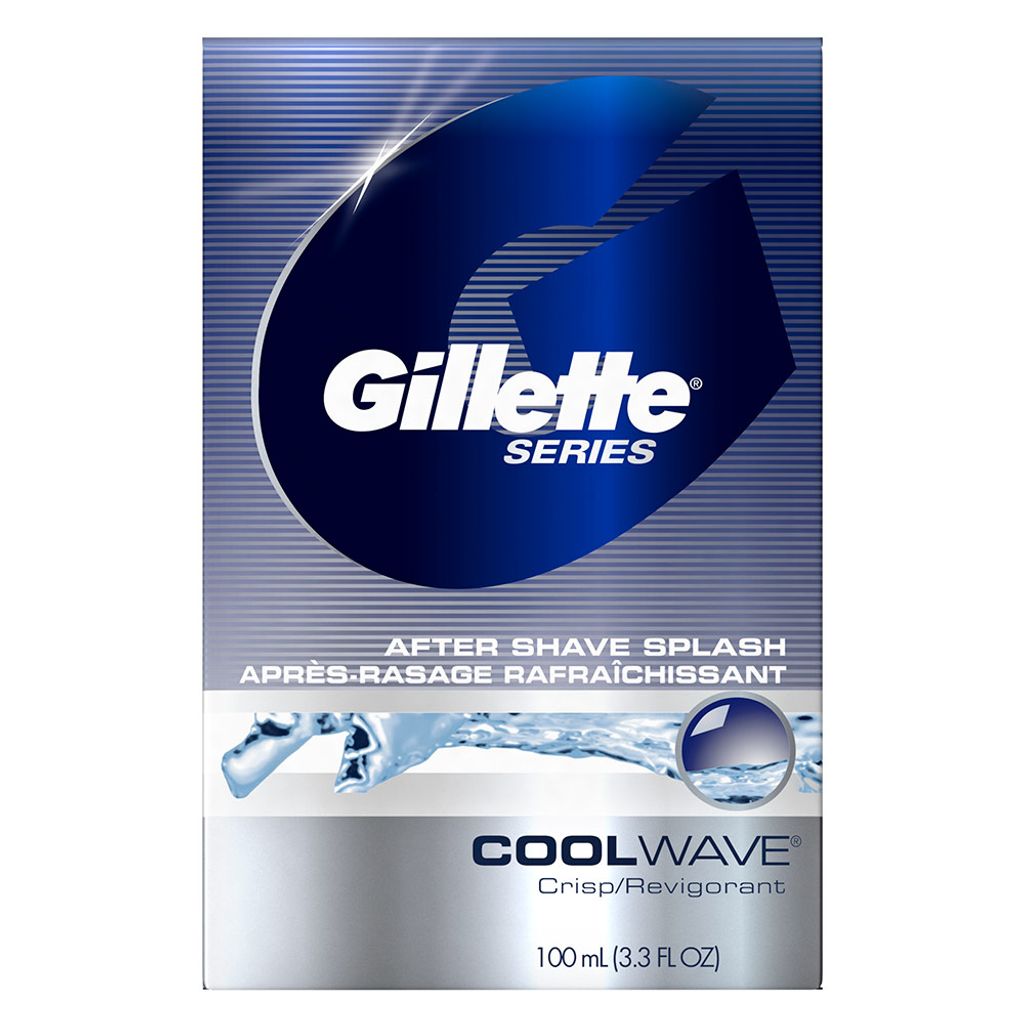 Gillette®
SERIES
AFTER SHAVE SPLASH
APRÈS-RASAGE RAFRAÎCHISSANT
COOLWAVE®
Crisp/Revigorant
100 mL (3.3 FL OZ)